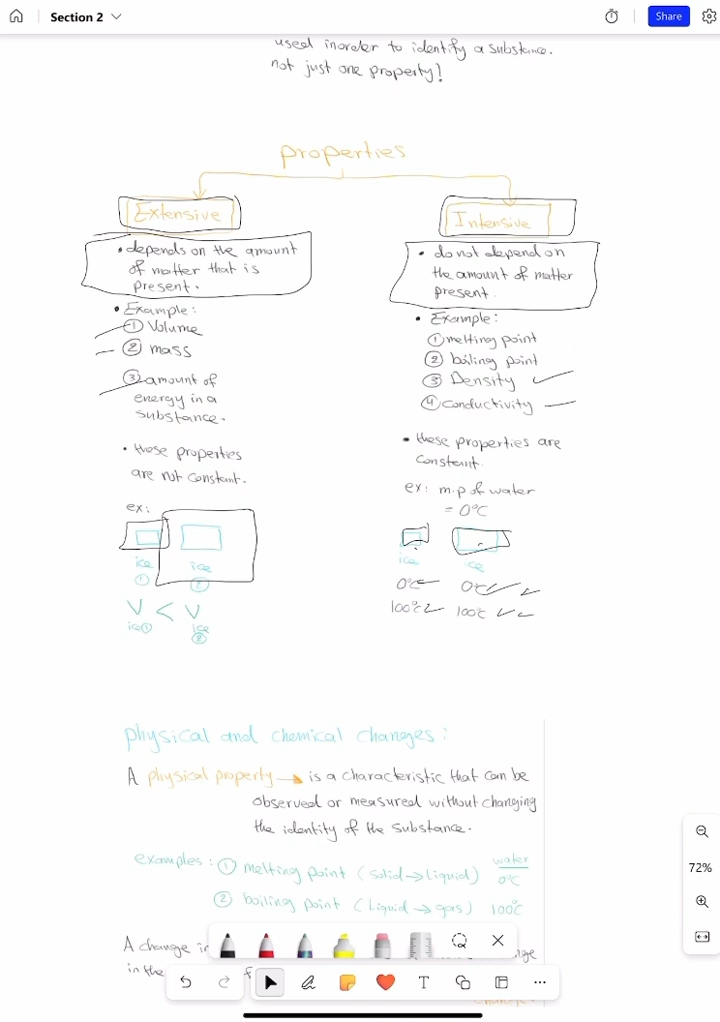 Section 2
Share
used inorder to identify a substance.
not just one property!
properties
Extensive
• depends on the amount
of matter that is
present.
• Example:
① Volume
② mass
③ amount of
energy in a
substance.
• these properties
are not constant.
ex:
ice ice
① ②
V < V
ice① ice
②
Intensive
• do not depend on
the amount of matter
present.
• Example:
① melting point
② boiling point
③ Density
④ Conductivity
• these properties are
constant.
ex: m.p of water
= 0°C
ice ice
0°C 0°C
100°C 100°C
physical and chemical changes:
A physical property → is a characteristic that can be
observed or measured without changing
the identity of the substance.
examples: ① melting point (solid → liquid) water 0°C
② boiling point (liquid → gas) 100°C
A change in
in the
change.
72%
T